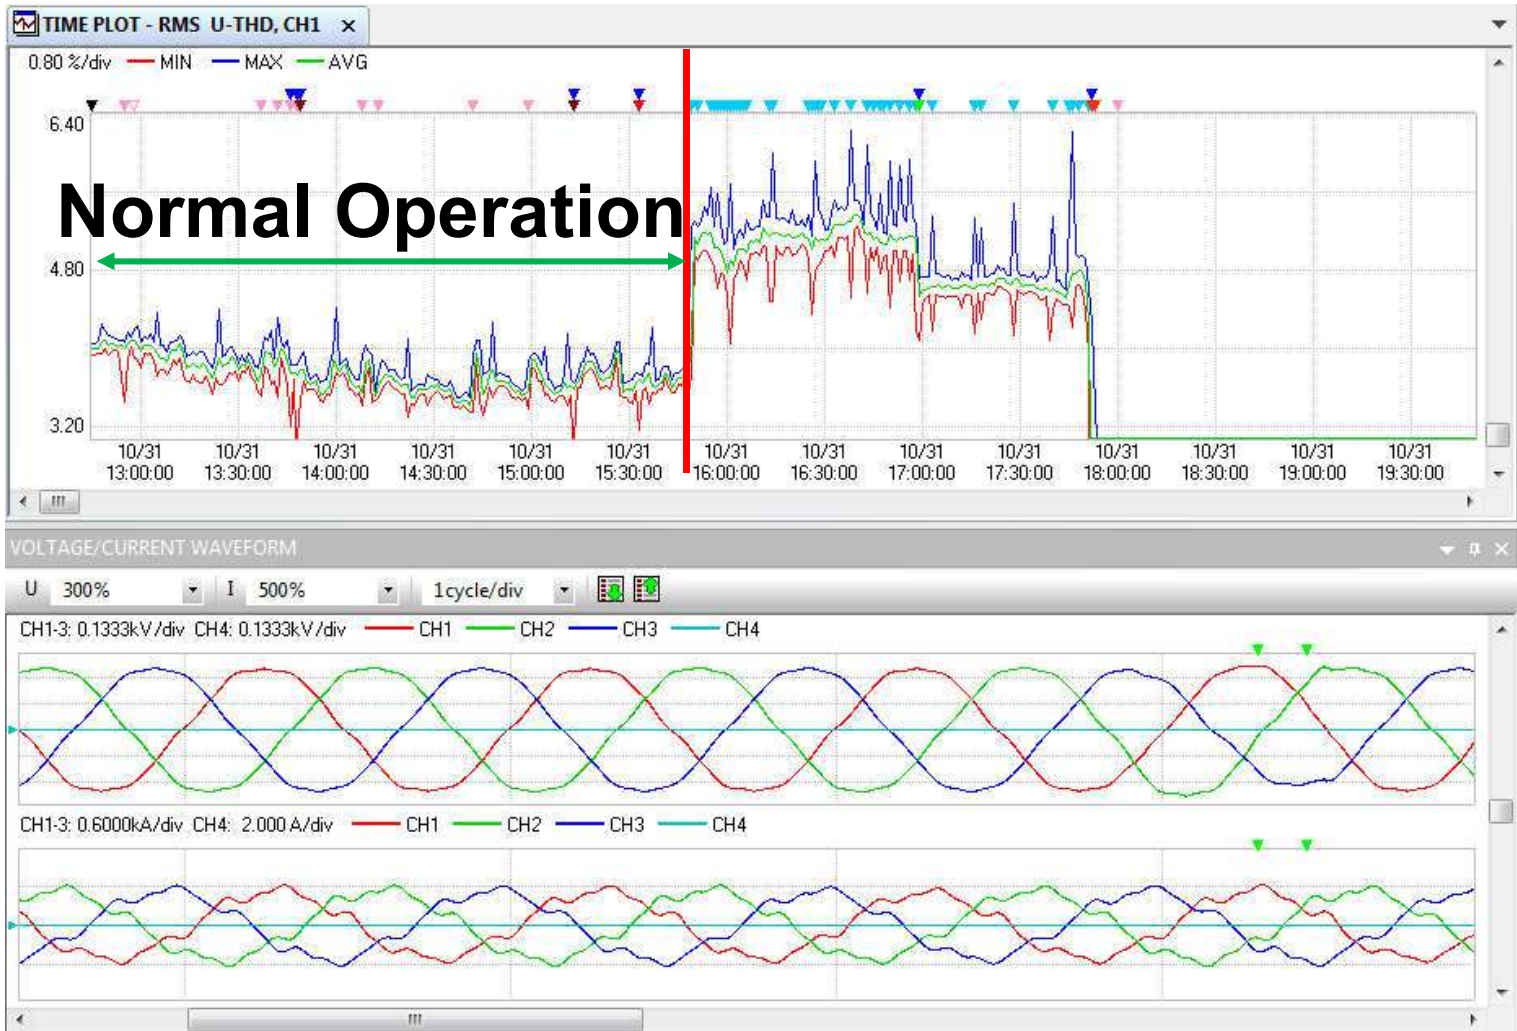 TIME PLOT - RMS U-THD, CH1 ×
0.80 %/div MIN MAX AVG
6.40
Normal Operation
4.80
3.20
10/31 10/31 10/31 10/31 10/31 10/31 10/31 10/31 10/31 10/31 10/31 10/31 10/31 10/31
13:00:00 13:30:00 14:00:00 14:30:00 15:00:00 15:30:00 16:00:00 16:30:00 17:00:00 17:30:00 18:00:00 18:30:00 19:00:00 19:30:00
VOLTAGE/CURRENT WAVEFORM
U 300% I 500% 1cycle/div
CH1-3: 0.1333kV/div CH4: 0.1333kV/div CH1 CH2 CH3 CH4
CH1-3: 0.6000kA/div CH4: 2.000 A/div CH1 CH2 CH3 CH4